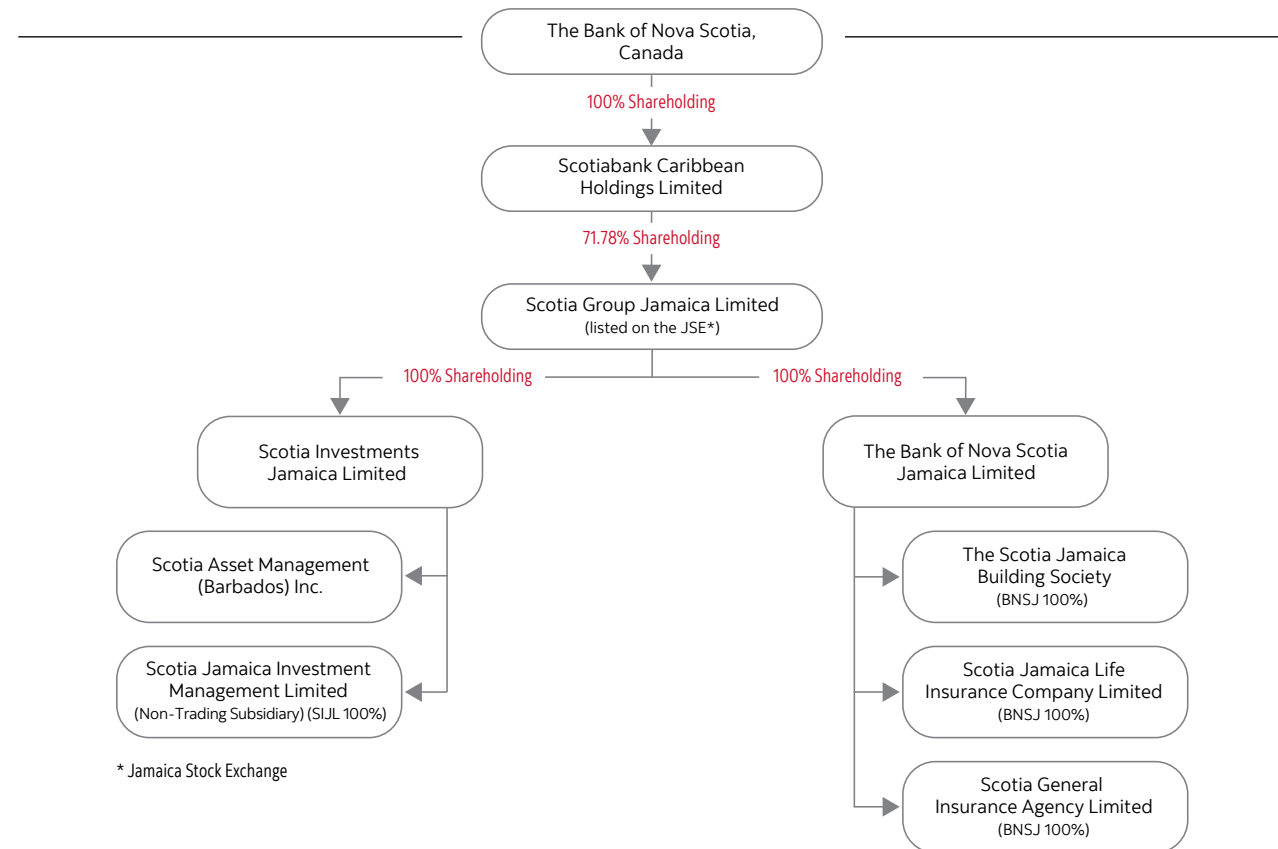 The Bank of Nova Scotia,
Canada
100% Shareholding
Scotiabank Caribbean
Holdings Limited
71.78% Shareholding
Scotia Group Jamaica Limited
(listed on the JSE*)
100% Shareholding
100% Shareholding
Scotia Investments
Jamaica Limited
The Bank of Nova Scotia
Jamaica Limited
Scotia Asset Management
(Barbados) Inc.
Scotia Jamaica Investment
Management Limited
(Non-Trading Subsidiary) (SIJL 100%)
The Scotia Jamaica
Building Society
(BNSJ 100%)
Scotia Jamaica Life
Insurance Company Limited
(BNSJ 100%)
Scotia General
Insurance Agency Limited
(BNSJ 100%)
* Jamaica Stock Exchange